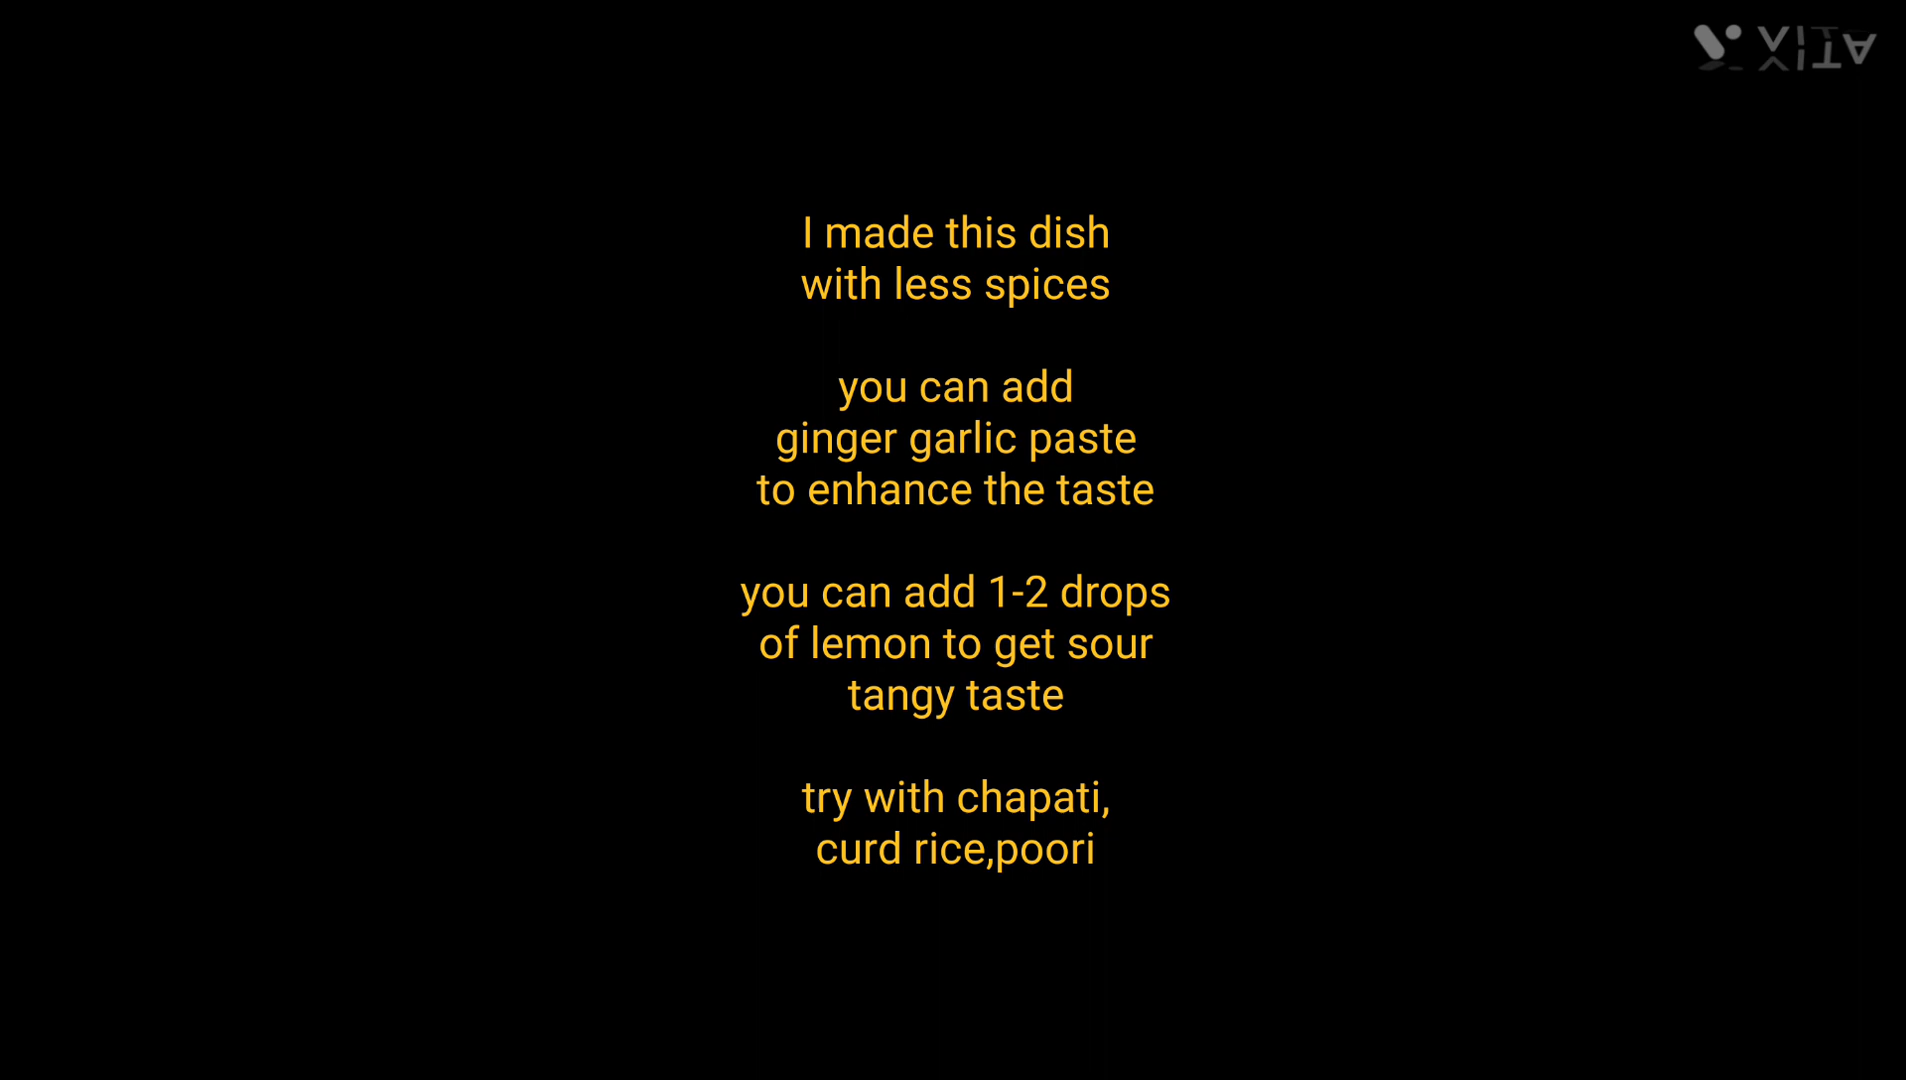 VITA
I made this dish
with less spices
you can add
ginger garlic paste
to enhance the taste
you can add 1-2 drops
of lemon to get sour
tangy taste
try with chapati,
curd rice,poori